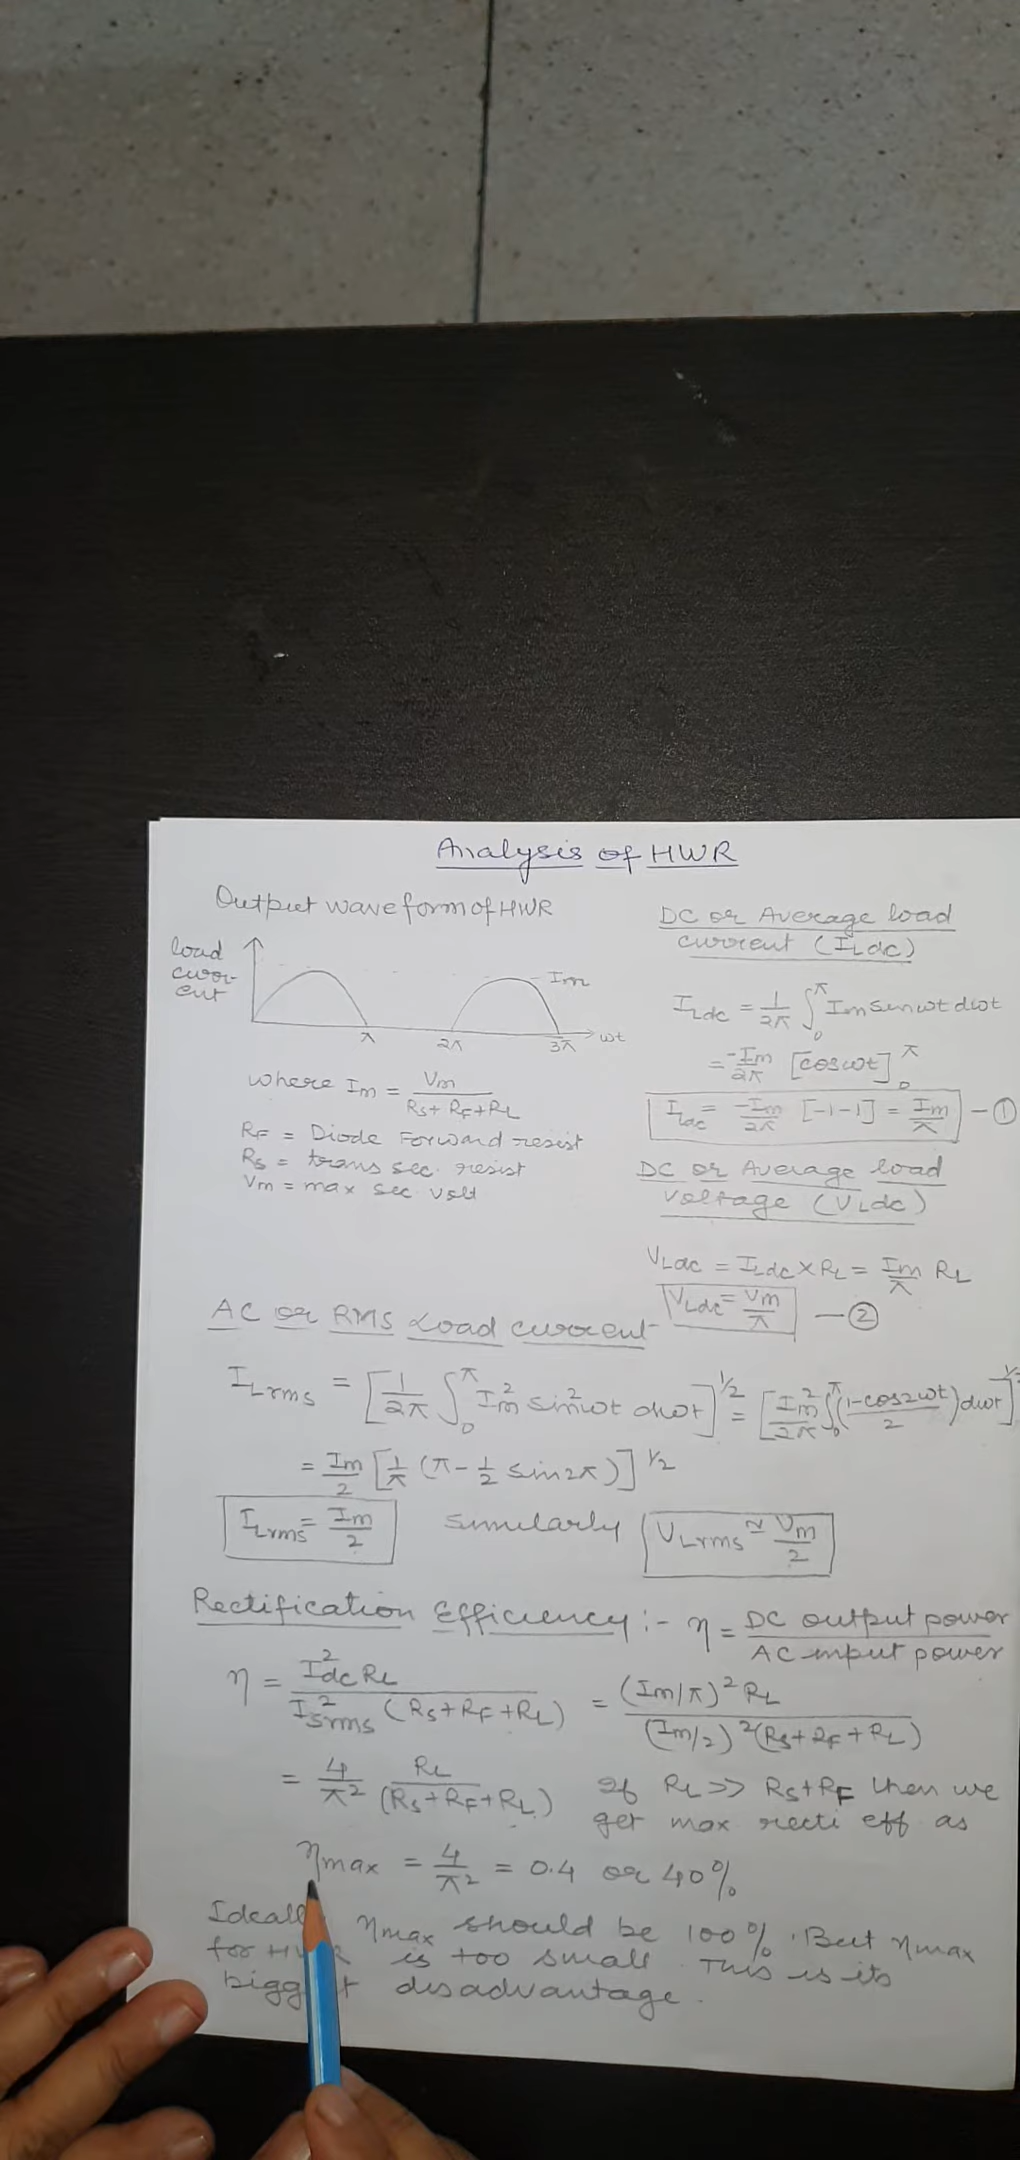 Analysis of HWR
Output waveform of HWR
load
curr-
ent
Im
π
2π
3π
ωt
where Im = Vm / (RS + RF + RL)
RF = Diode Forward resist
RS = trans sec. resist
Vm = max sec volt
DC or Average load
current (ILdc)
ILdc = 1/2π ∫₀^π Im sinωt dωt
= -Im/2π [cosωt]₀^π
ILdc = -Im/2π [-1-1] = Im/π — ①
DC or Average load
voltage (VLdc)
VLdc = ILdc × RL = Im/π RL
VLdc = Vm/π — ②
AC or RMS Load current
ILrms = [1/2π ∫₀^π Im² sin²ωt dωt]^1/2 = [Im²/2π ∫₀^π (1-cos2ωt / 2) dωt]^1/2
= Im/2 [1/π (π - 1/2 sin2π)]^1/2
ILrms = Im/2 similarly VLrms ≃ Vm/2
Rectification Efficiency :- η = DC output power / AC input power
η = Idc² RL / ISrms² (RS + RF + RL) = (Im/π)² RL / (Im/2)² (RS + RF + RL)
= 4/π² RL / (RS + RF + RL) If RL >> RS + RF then we
get max recti eff as
ηmax = 4/π² = 0.4 or 40%
Ideally ηmax should be 100%. But ηmax
for is too small. This is its
disadvantage.